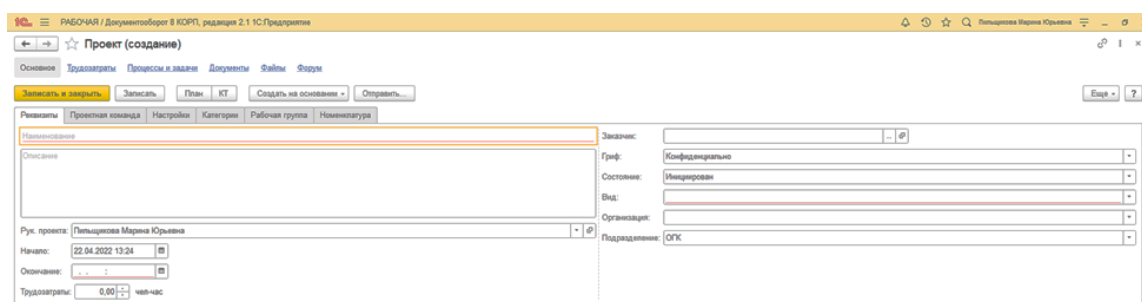 1С РАБОЧАЯ / Документооборот 8 КОРП, редакция 2.1 1С:Предприятие Пильщикова Марина Юрьевна
Проект (создание)
Основное Трудозатраты Процессы и задачи Документы Файлы Форум
Записать и закрыть Записать План КТ Создать на основании Отправить... Еще ?
Реквизиты Проектная команда Настройки Категории Рабочая группа Номенклатура
Наименование Заказчик: ...
Описание Гриф: Конфиденциально
Состояние: Инициирован
Вид:
Организация:
Рук. проекта: Пильщикова Марина Юрьевна Подразделение: ОГК
Начало: 22.04.2022 13:24
Окончание: . . :
Трудозатраты: 0,00 чел-час